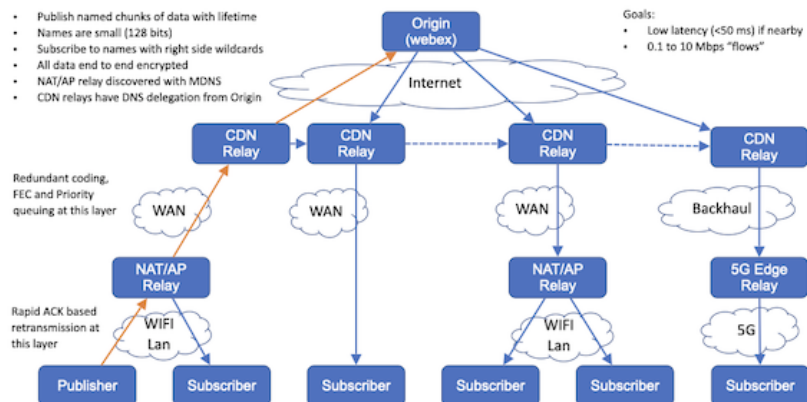 • Publish named chunks of data with lifetime
• Names are small (128 bits)
• Subscribe to names with right side wildcards
• All data end to end encrypted
• NAT/AP relay discovered with MDNS
• CDN relays have DNS delegation from Origin
Origin
(webex)
Goals:
• Low latency (<50 ms) if nearby
• 0.1 to 10 Mbps “flows”
Internet
CDN
Relay
CDN
Relay
CDN
Relay
CDN
Relay
Redundant coding,
FEC and Priority
queuing at this layer
WAN
WAN
WAN
Backhaul
NAT/AP
Relay
NAT/AP
Relay
5G Edge
Relay
Rapid ACK based
retransmission at
this layer
WIFI
Lan
WIFI
Lan
5G
Publisher
Subscriber
Subscriber
Subscriber
Subscriber
Subscriber